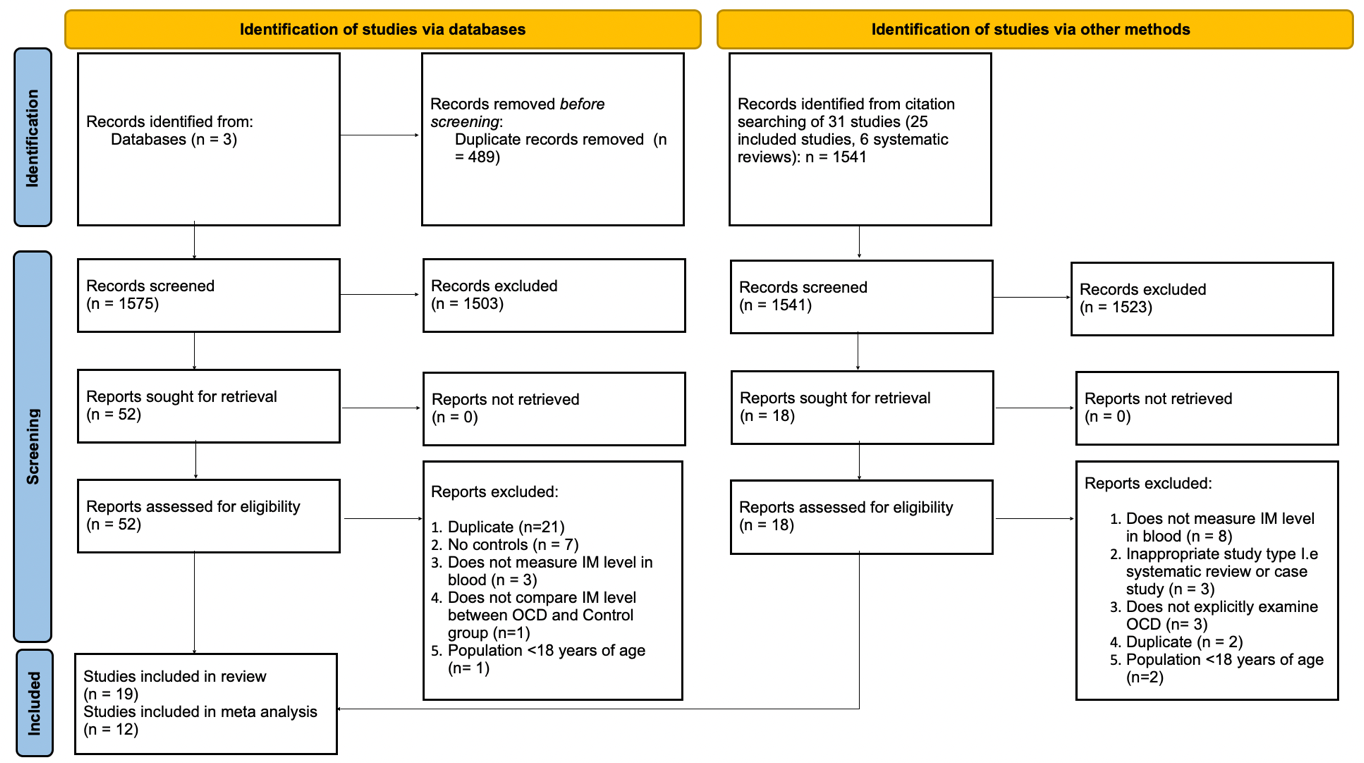 Identification of studies via databases
Identification of studies via other methods
Identification
Records identified from:
Databases (n = 3)
Records removed before
screening:
Duplicate records removed (n
= 489)
Records identified from citation
searching of 31 studies (25
included studies, 6 systematic
reviews): n = 1541
Screening
Records screened
(n = 1575)
Records excluded
(n = 1503)
Records screened
(n = 1541)
Records excluded
(n = 1523)
Reports sought for retrieval
(n = 52)
Reports not retrieved
(n = 0)
Reports sought for retrieval
(n = 18)
Reports not retrieved
(n = 0)
Reports assessed for eligibility
(n = 52)
Reports excluded:
1. Duplicate (n=21)
2. No controls (n = 7)
3. Does not measure IM level in
blood (n = 3)
4. Does not compare IM level
between OCD and Control
group (n=1)
5. Population <18 years of age
(n= 1)
Reports assessed for eligibility
(n = 18)
Reports excluded:
1. Does not measure IM level
in blood (n = 8)
2. Inappropriate study type I.e
systematic review or case
study (n = 3)
3. Does not explicitly examine
OCD (n= 3)
4. Duplicate (n = 2)
5. Population <18 years of age
(n=2)
Included
Studies included in review
(n = 19)
Studies included in meta analysis
(n = 12)